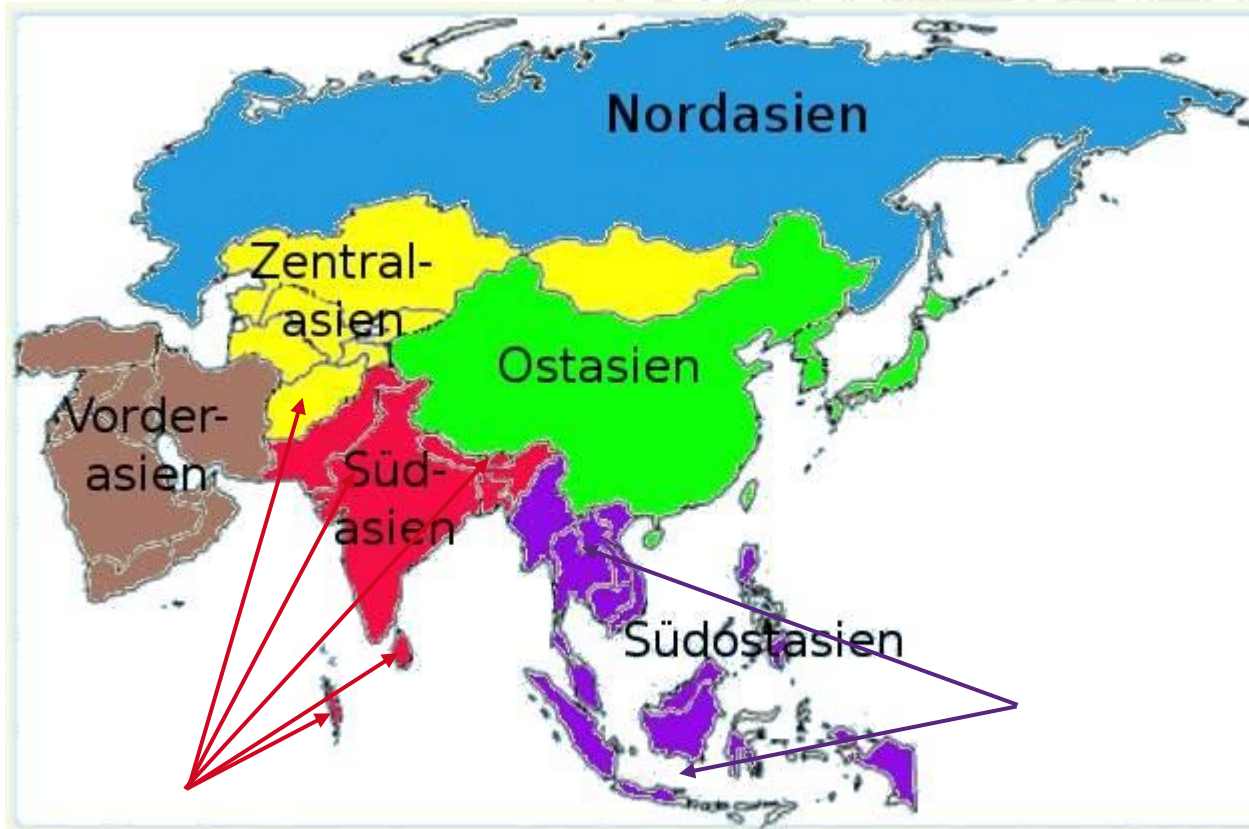 Nordasien
Zentral-
asien
Ostasien
Vorder-
asien
Süd-
asien
Südostasien